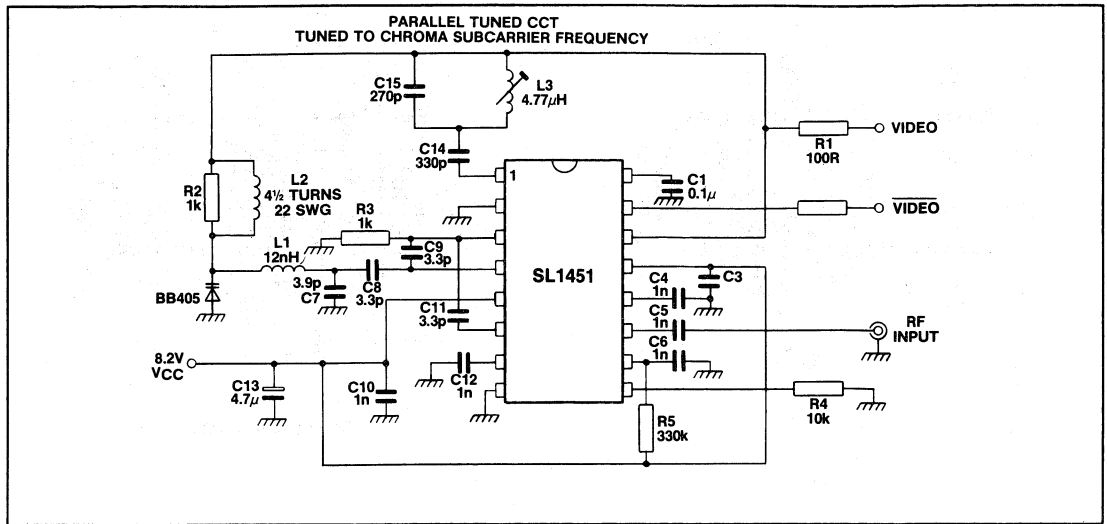 PARALLEL TUNED CCT
TUNED TO CHROMA SUBCARRIER FREQUENCY
C15
270p
L3
4.77μH
C14
330p
R1
100R
VIDEO
1
C1
0.1μ
VIDEO
R2
1k
L2
4½ TURNS
22 SWG
R3
1k
L1
12nH
C9
3.3p
3.9p
C7
C8
3.3p
BB405
SL1451
C4
1n
C3
C5
1n
RF
INPUT
C11
3.3p
C6
1n
8.2V
VCC
C13
4.7μ
C10
1n
C12
1n
R5
330k
R4
10k